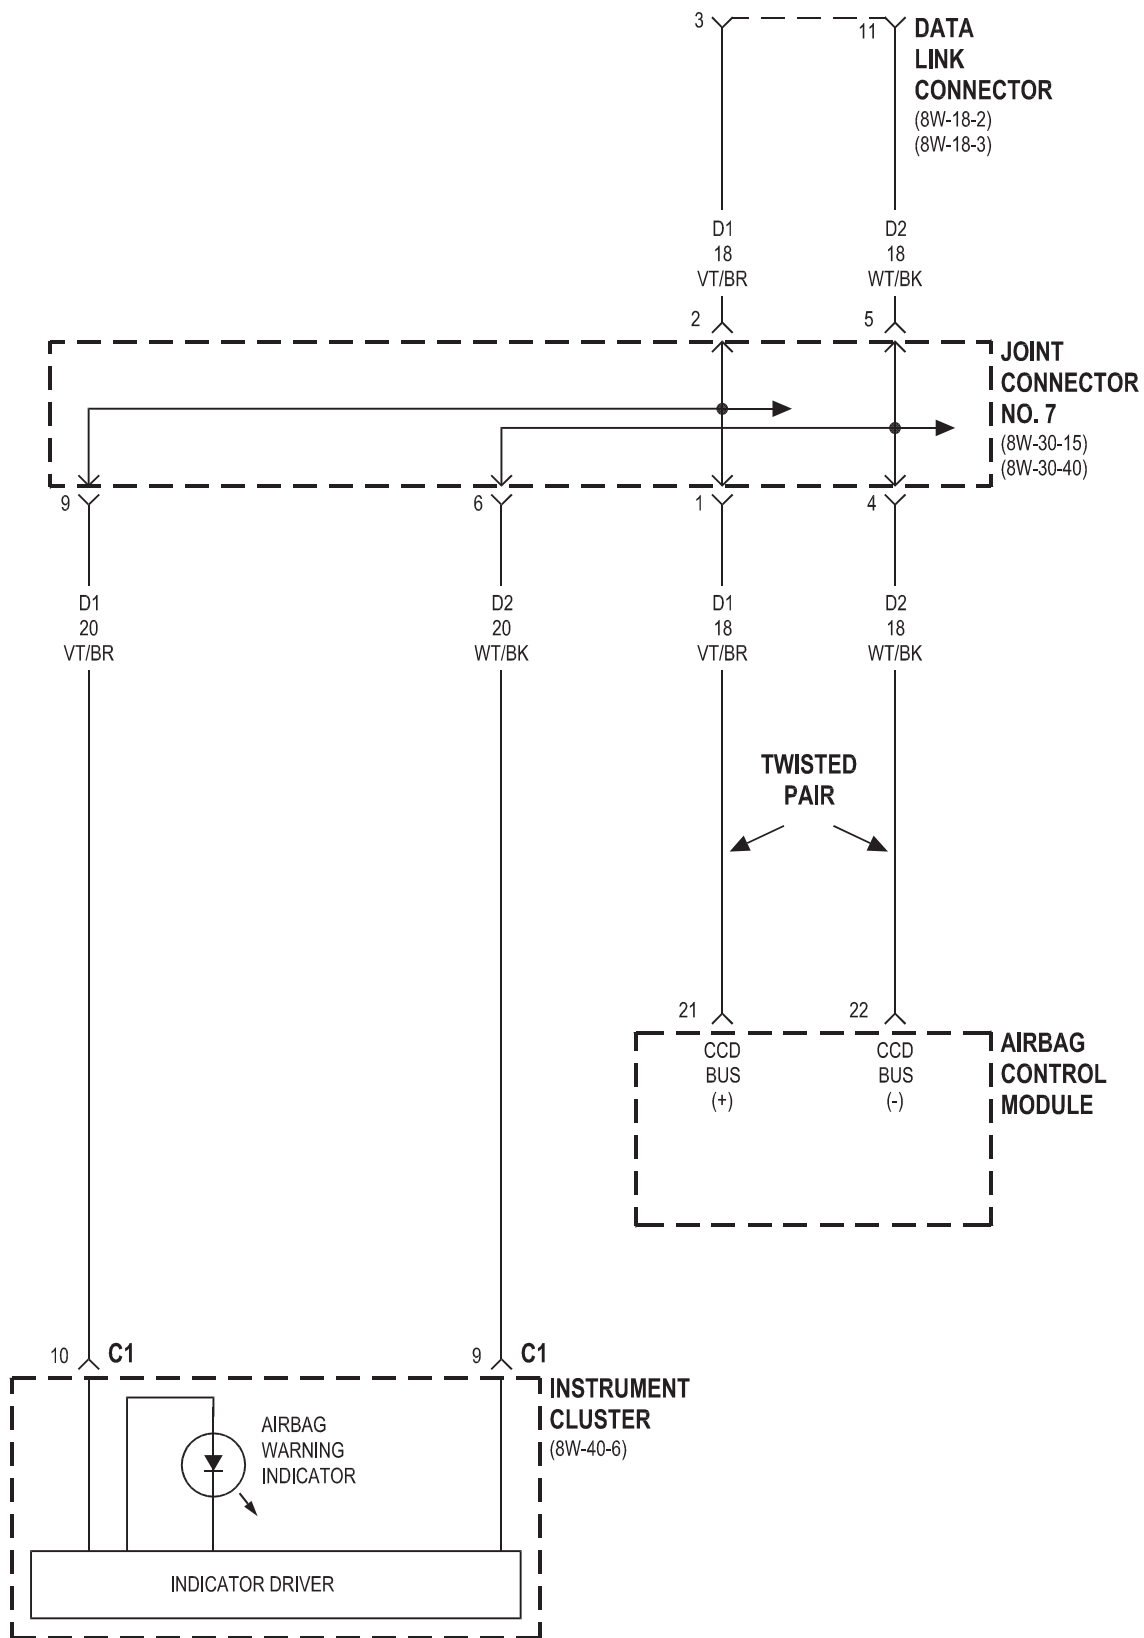 3
11
DATA
LINK
CONNECTOR
(8W-18-2)
(8W-18-3)
D1
18
VT/BR
D2
18
WT/BK
2
5
JOINT
CONNECTOR
NO. 7
(8W-30-15)
(8W-30-40)
9
6
1
4
D1
20
VT/BR
D2
20
WT/BK
D1
18
VT/BR
D2
18
WT/BK
TWISTED
PAIR
21
22
CCD
BUS
(+)
CCD
BUS
(-)
AIRBAG
CONTROL
MODULE
10
C1
9
C1
INSTRUMENT
CLUSTER
(8W-40-6)
AIRBAG
WARNING
INDICATOR
INDICATOR DRIVER